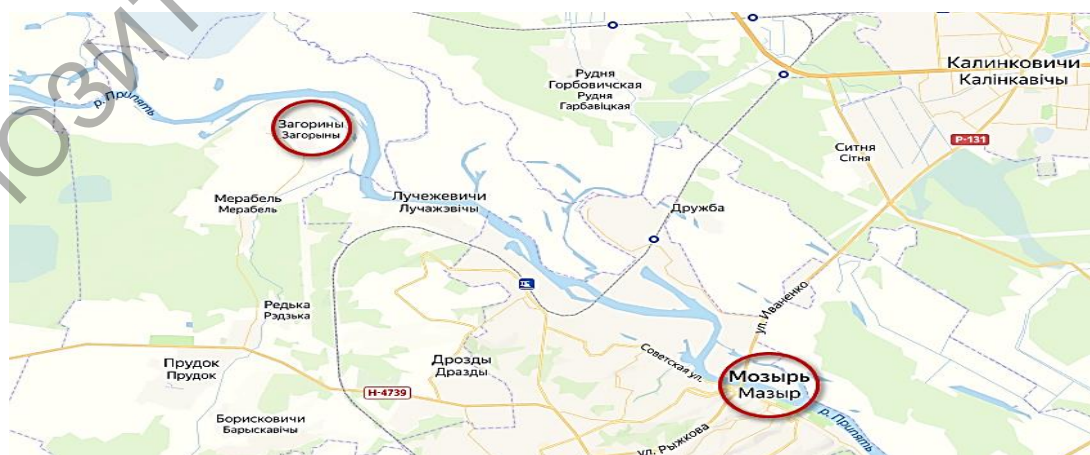 р. Припять
Загорины
Загорыны
Рудня
Горбовичская
Рудня
Гарбавіцкая
Калинковичи
Калінкавічы
Р-131
Ситня
Сітня
Мерабель
Мерабель
Лучежевичи
Лучажэвічы
Дружба
Редька
Рэдзька
ул. Иваненко
Прудок
Прудок
Дрозды
Дразды
Советская ул.
Мозырь
Мазыр
Н-4739
Борисковичи
Барыскавічы
ул. Рыжкова
р. Припять